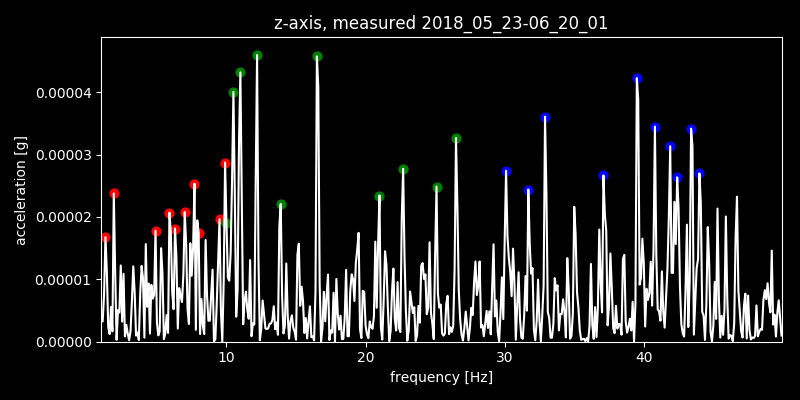 z-axis, measured 2018_05_23-06_20_01
0.00004
0.00003
0.00002
0.00001
0.00000
acceleration [g]
10 20 30 40
frequency [Hz]